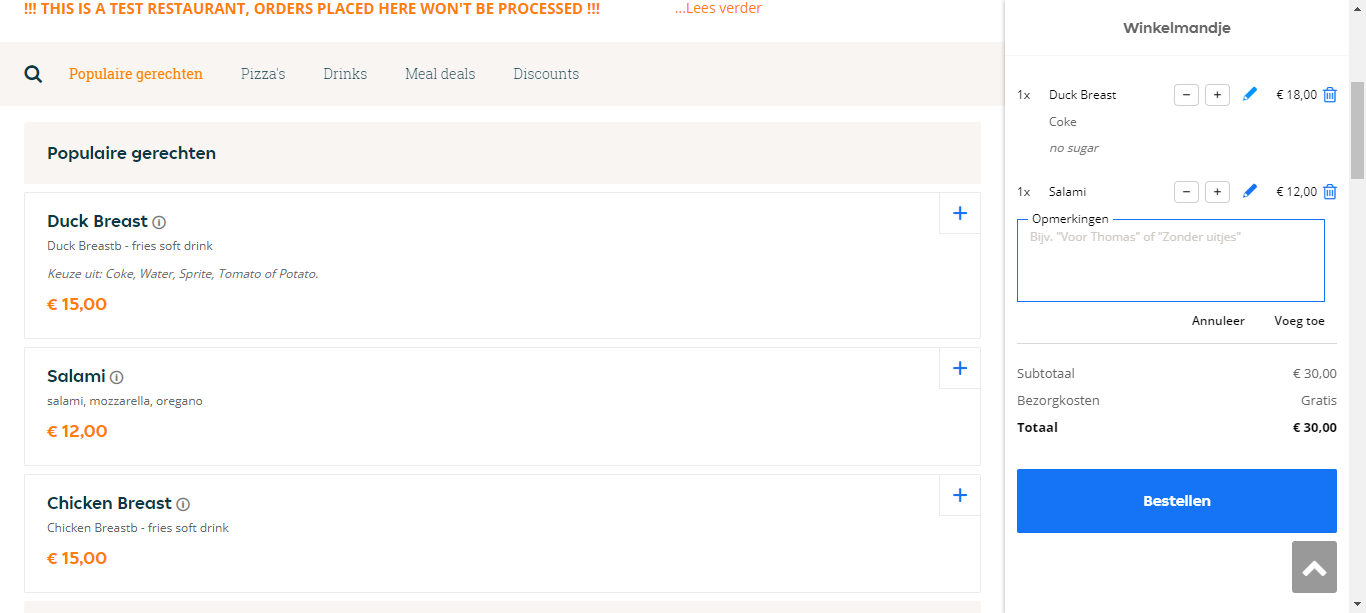 !!! THIS IS A TEST RESTAURANT, ORDERS PLACED HERE WON'T BE PROCESSED !!! ...Lees verder
Populaire gerechten Pizza's Drinks Meal deals Discounts
Populaire gerechten
Duck Breast
Duck Breastb - fries soft drink
Keuze uit: Coke, Water, Sprite, Tomato of Potato.
€ 15,00
+
Salami
salami, mozzarella, oregano
€ 12,00
+
Chicken Breast
Chicken Breastb - fries soft drink
€ 15,00
+
Winkelmandje
1x Duck Breast − + € 18,00
Coke
no sugar
1x Salami − + € 12,00
Opmerkingen
Bijv. "Voor Thomas" of "Zonder uitjes"
Annuleer Voeg toe
Subtotaal € 30,00
Bezorgkosten Gratis
Totaal € 30,00
Bestellen